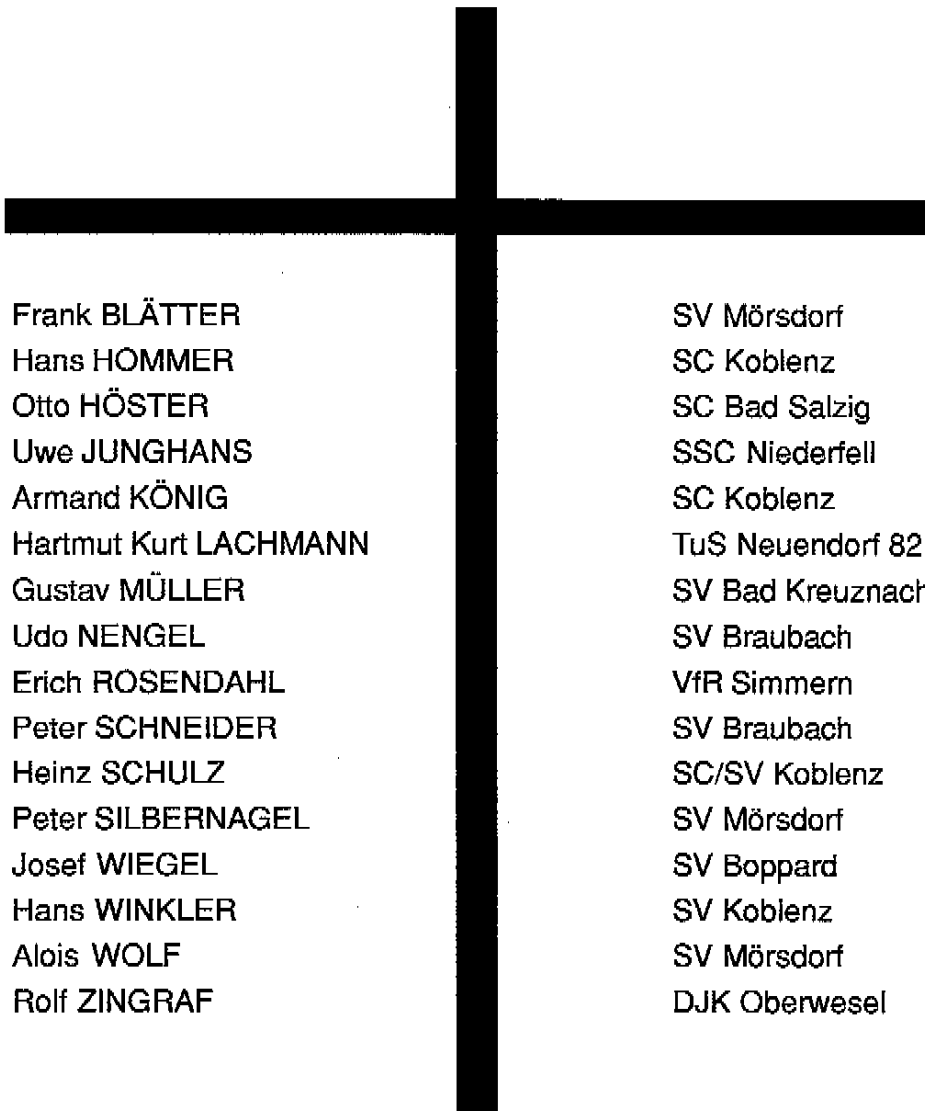 Frank BLÄTTER SV Mörsdorf
Hans HOMMER SC Koblenz
Otto HÖSTER SC Bad Salzig
Uwe JUNGHANS SSC Niederfell
Armand KÖNIG SC Koblenz
Hartmut Kurt LACHMANN TuS Neuendorf 82
Gustav MÜLLER SV Bad Kreuznach
Udo NENGEL SV Braubach
Erich ROSENDAHL VfR Simmern
Peter SCHNEIDER SV Braubach
Heinz SCHULZ SC/SV Koblenz
Peter SILBERNAGEL SV Mörsdorf
Josef WIEGEL SV Boppard
Hans WINKLER SV Koblenz
Alois WOLF SV Mörsdorf
Rolf ZINGRAF DJK Oberwesel